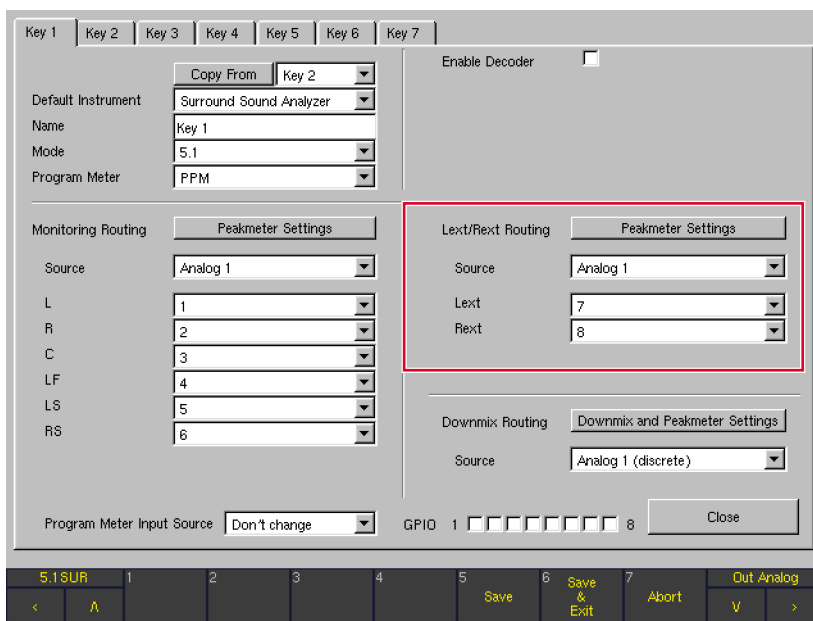 Key 1 Key 2 Key 3 Key 4 Key 5 Key 6 Key 7
Copy From Key 2
Default Instrument Surround Sound Analyzer
Name Key 1
Mode 5.1
Program Meter PPM
Enable Decoder
Monitoring Routing Peakmeter Settings
Source Analog 1
L 1
R 2
C 3
LF 4
LS 5
RS 6
Lext/Rext Routing Peakmeter Settings
Source Analog 1
Lext 7
Rext 8
Downmix Routing Downmix and Peakmeter Settings
Source Analog 1 (discrete)
Program Meter Input Source Don't change
GPIO 1 8
Close
5.1SUR 1 2 3 4 5 Save 6 Save & Exit 7 Abort Out Analog
< Λ V >